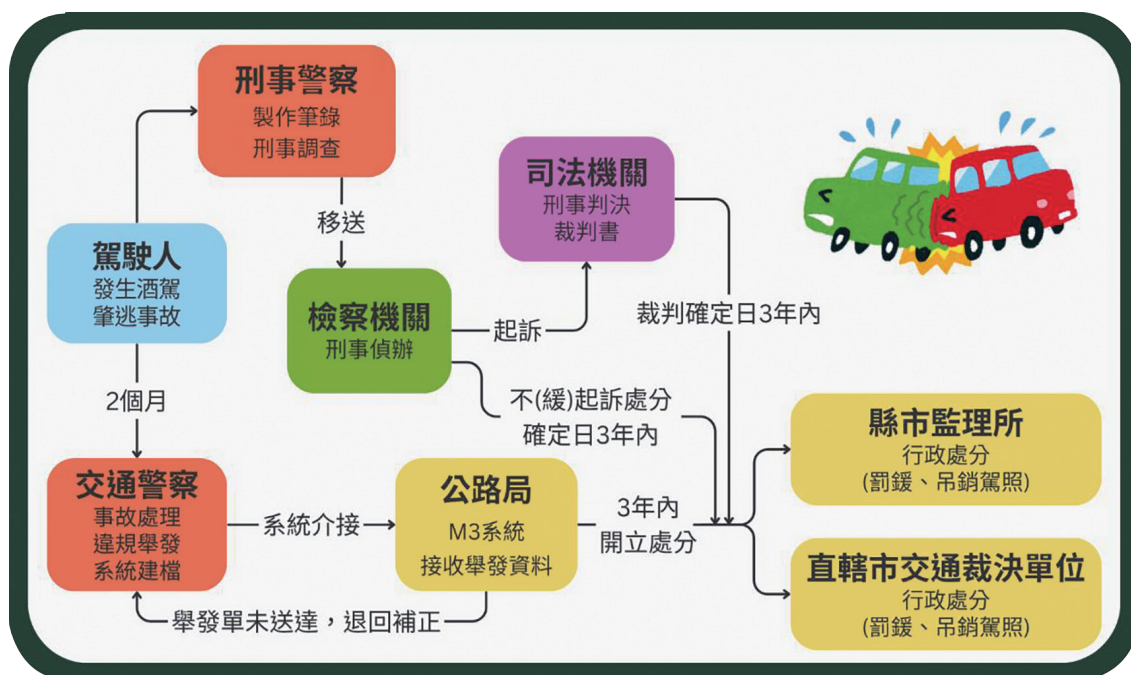 刑事警察
製作筆錄
刑事調查
移送
駕駛人
發生酒駕
肇逃事故
2個月
司法機關
刑事判決
裁判書
檢察機關
刑事偵辦
起訴
裁判確定日3年內
不(緩)起訴處分
確定日3年內
交通警察
事故處理
違規舉發
系統建檔
系統介接
公路局
M3系統
接收舉發資料
3年內
開立處分
舉發單未送達，退回補正
縣市監理所
行政處分
(罰鍰、吊銷駕照)
直轄市交通裁決單位
行政處分
(罰鍰、吊銷駕照)